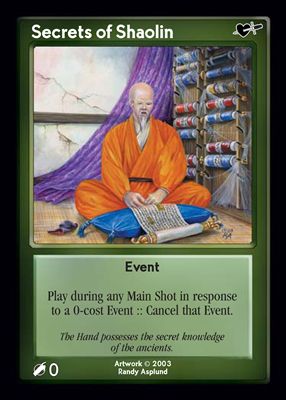 Secrets of Shaolin
Event
Play during any Main Shot in response
to a 0-cost Event :: Cancel that Event.
The Hand possesses the secret knowledge
of the ancients.
0
Artwork © 2003
Randy Asplund